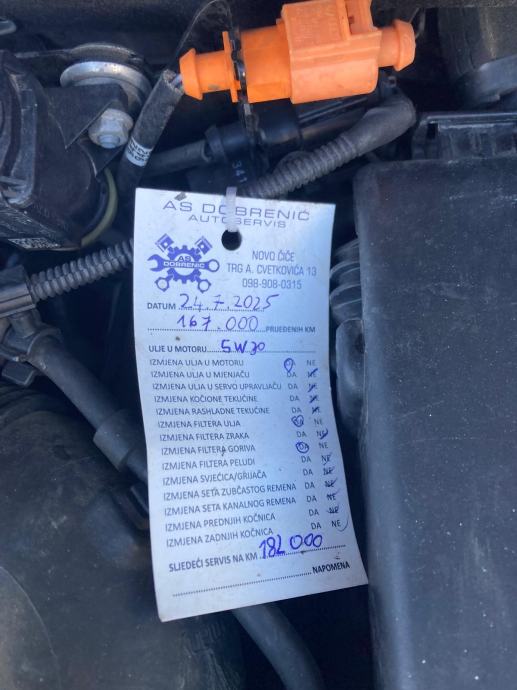 AS DOBRENIĆ
AUTOSERVIS
AS
DOBRENIĆ
NOVO ČIČE
TRG A. CVETKOVIĆA 13
098-908-0315
DATUM 24.7.2025
167.000 PRIJEĐENIH KM
ULJE U MOTORU 5W30
IZMJENA ULJA U MOTORU DA NE
IZMJENA ULJA U MJENJAČU DA NE
IZMJENA ULJA U SERVO UPRAVLJAČU DA NE
IZMJENA KOČIONE TEKUĆINE DA NE
IZMJENA RASHLADNE TEKUĆINE DA NE
IZMJENA FILTERA ULJA DA NE
IZMJENA FILTERA ZRAKA DA NE
IZMJENA FILTERA GORIVA DA NE
IZMJENA FILTERA PELUDI DA NE
IZMJENA SVJEĆICA/GRIJAČA DA NE
IZMJENA SETA ZUBČASTOG REMENA DA NE
IZMJENA SETA KANALNOG REMENA DA NE
IZMJENA PREDNJIH KOČNICA DA NE
IZMJENA ZADNJIH KOČNICA DA NE
SLJEDEĆI SERVIS NA KM 182000
NAPOMENA